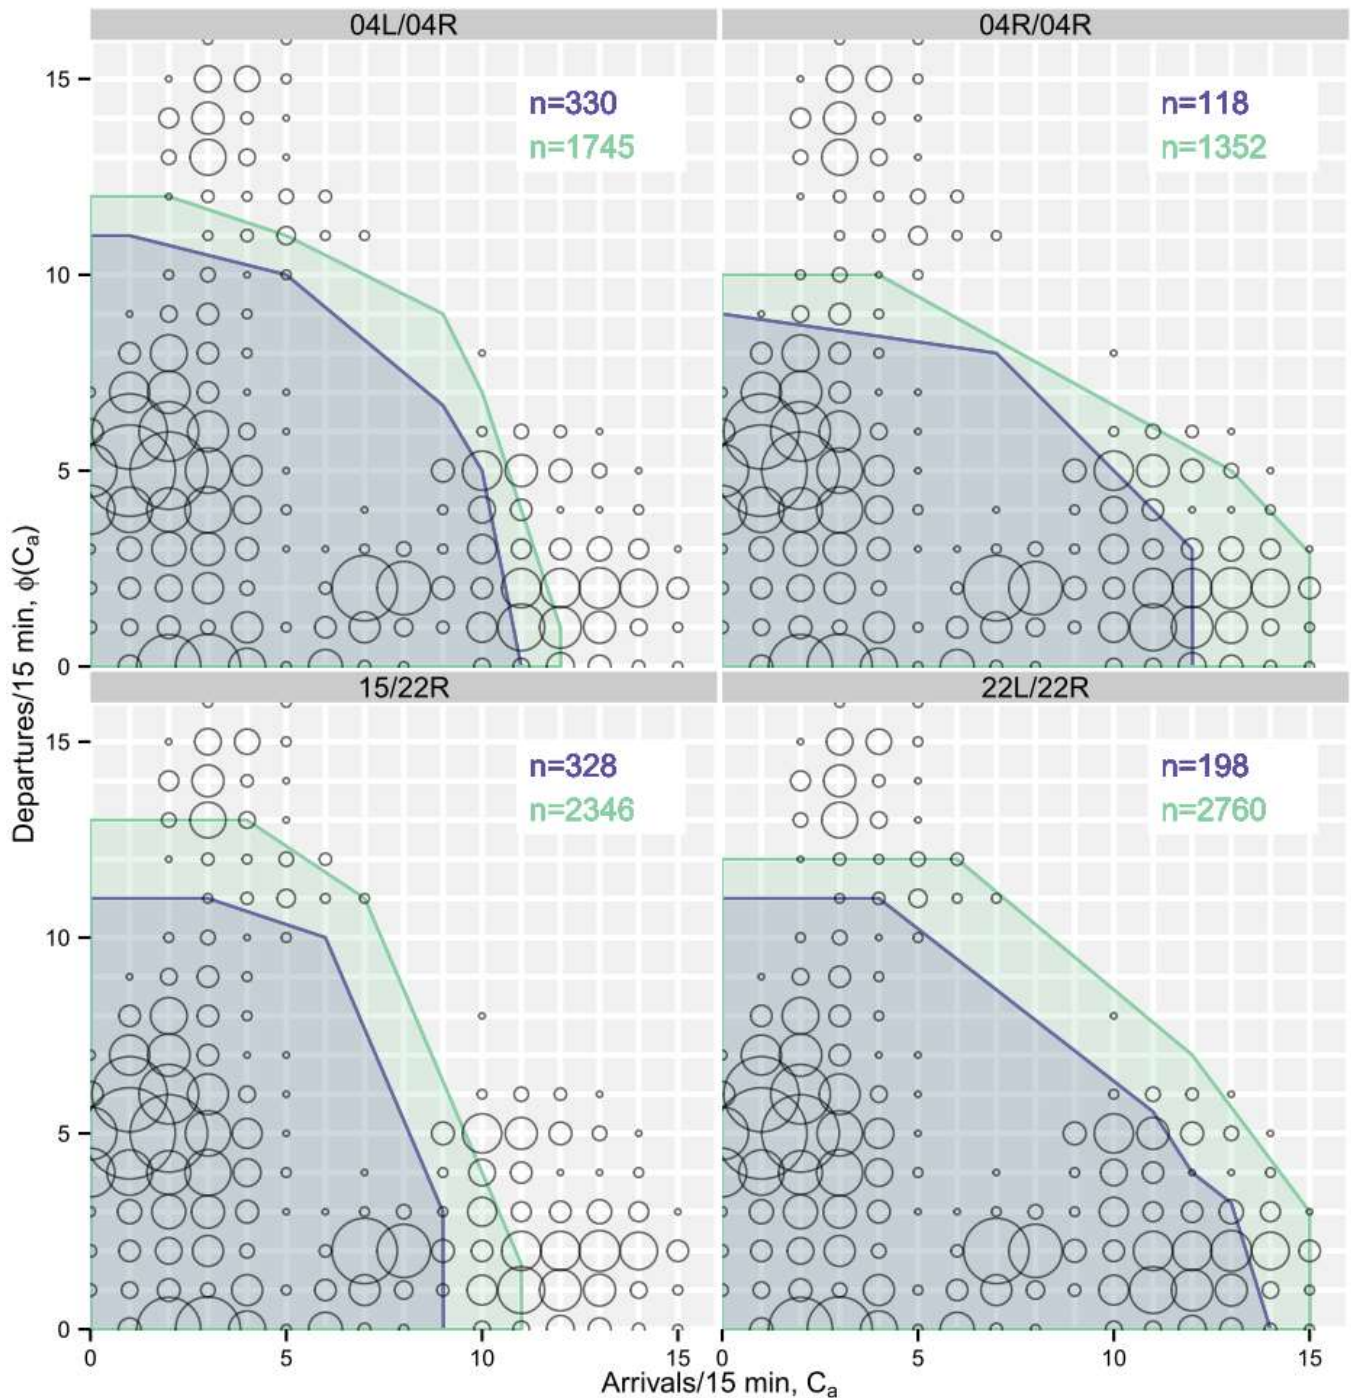 04L/04R
04R/04R
15
n=330
n=118
n=1745
n=1352
10
5
0
15/22R
22L/22R
15
n=328
n=198
n=2346
n=2760
10
5
0
0 5 10 15
0 5 10 15
Departures/15 min, ϕ(Cₐ)
Arrivals/15 min, Cₐ